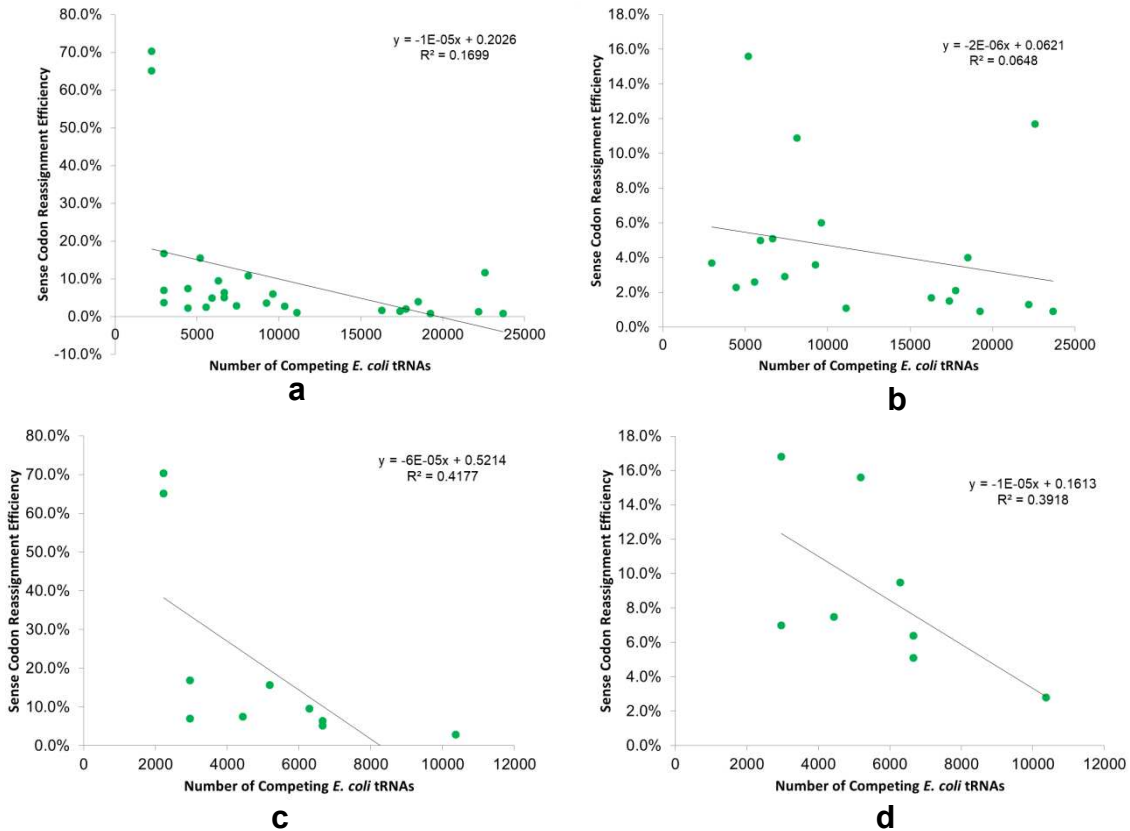 y = -1E-05x + 0.2026
R² = 0.1699
Sense Codon Reassignment Efficiency
80.0%
70.0%
60.0%
50.0%
40.0%
30.0%
20.0%
10.0%
0.0%
-10.0%
0 5000 10000 15000 20000 25000
Number of Competing E. coli tRNAs
a
y = -2E-06x + 0.0621
R² = 0.0648
Sense Codon Reassignment Efficiency
18.0%
16.0%
14.0%
12.0%
10.0%
8.0%
6.0%
4.0%
2.0%
0.0%
0 5000 10000 15000 20000 25000
Number of Competing E. coli tRNAs
b
y = -6E-05x + 0.5214
R² = 0.4177
Sense Codon Reassignment Efficiency
80.0%
70.0%
60.0%
50.0%
40.0%
30.0%
20.0%
10.0%
0.0%
0 2000 4000 6000 8000 10000 12000
Number of Competing E. coli tRNAs
c
y = -1E-05x + 0.1613
R² = 0.3918
Sense Codon Reassignment Efficiency
18.0%
16.0%
14.0%
12.0%
10.0%
8.0%
6.0%
4.0%
2.0%
0.0%
0 2000 4000 6000 8000 10000 12000
Number of Competing E. coli tRNAs
d